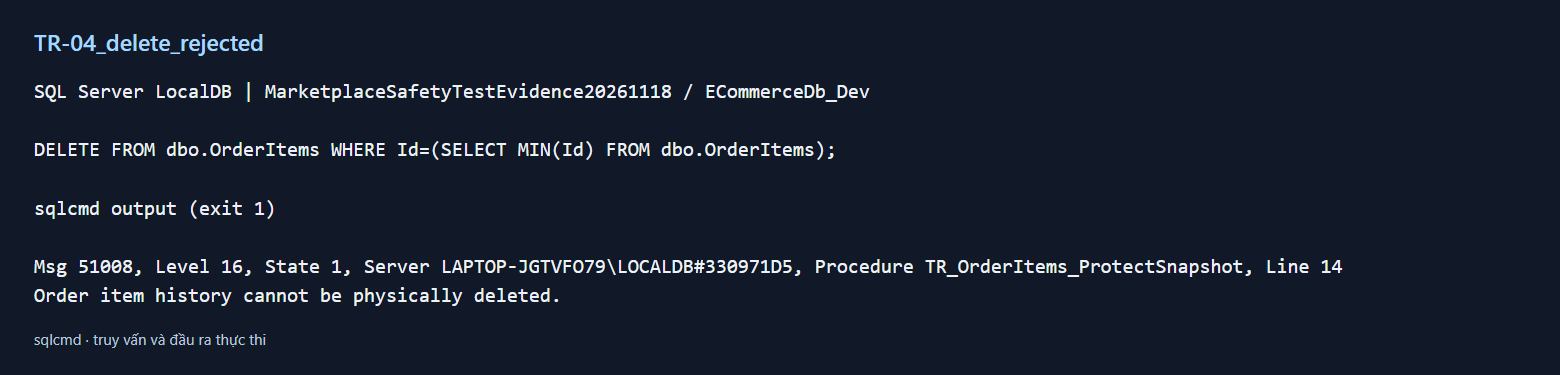 TR-04_delete_rejected
SQL Server LocalDB | MarketplaceSafetyTestEvidence20261118 / ECommerceDb_Dev
DELETE FROM dbo.OrderItems WHERE Id=(SELECT MIN(Id) FROM dbo.OrderItems);
sqlcmd output (exit 1)
Msg 51008, Level 16, State 1, Server LAPTOP-JGTVFO79\LOCALDB#330971D5, Procedure TR_OrderItems_ProtectSnapshot, Line 14
Order item history cannot be physically deleted.
sqlcmd · truy vấn và đầu ra thực thi